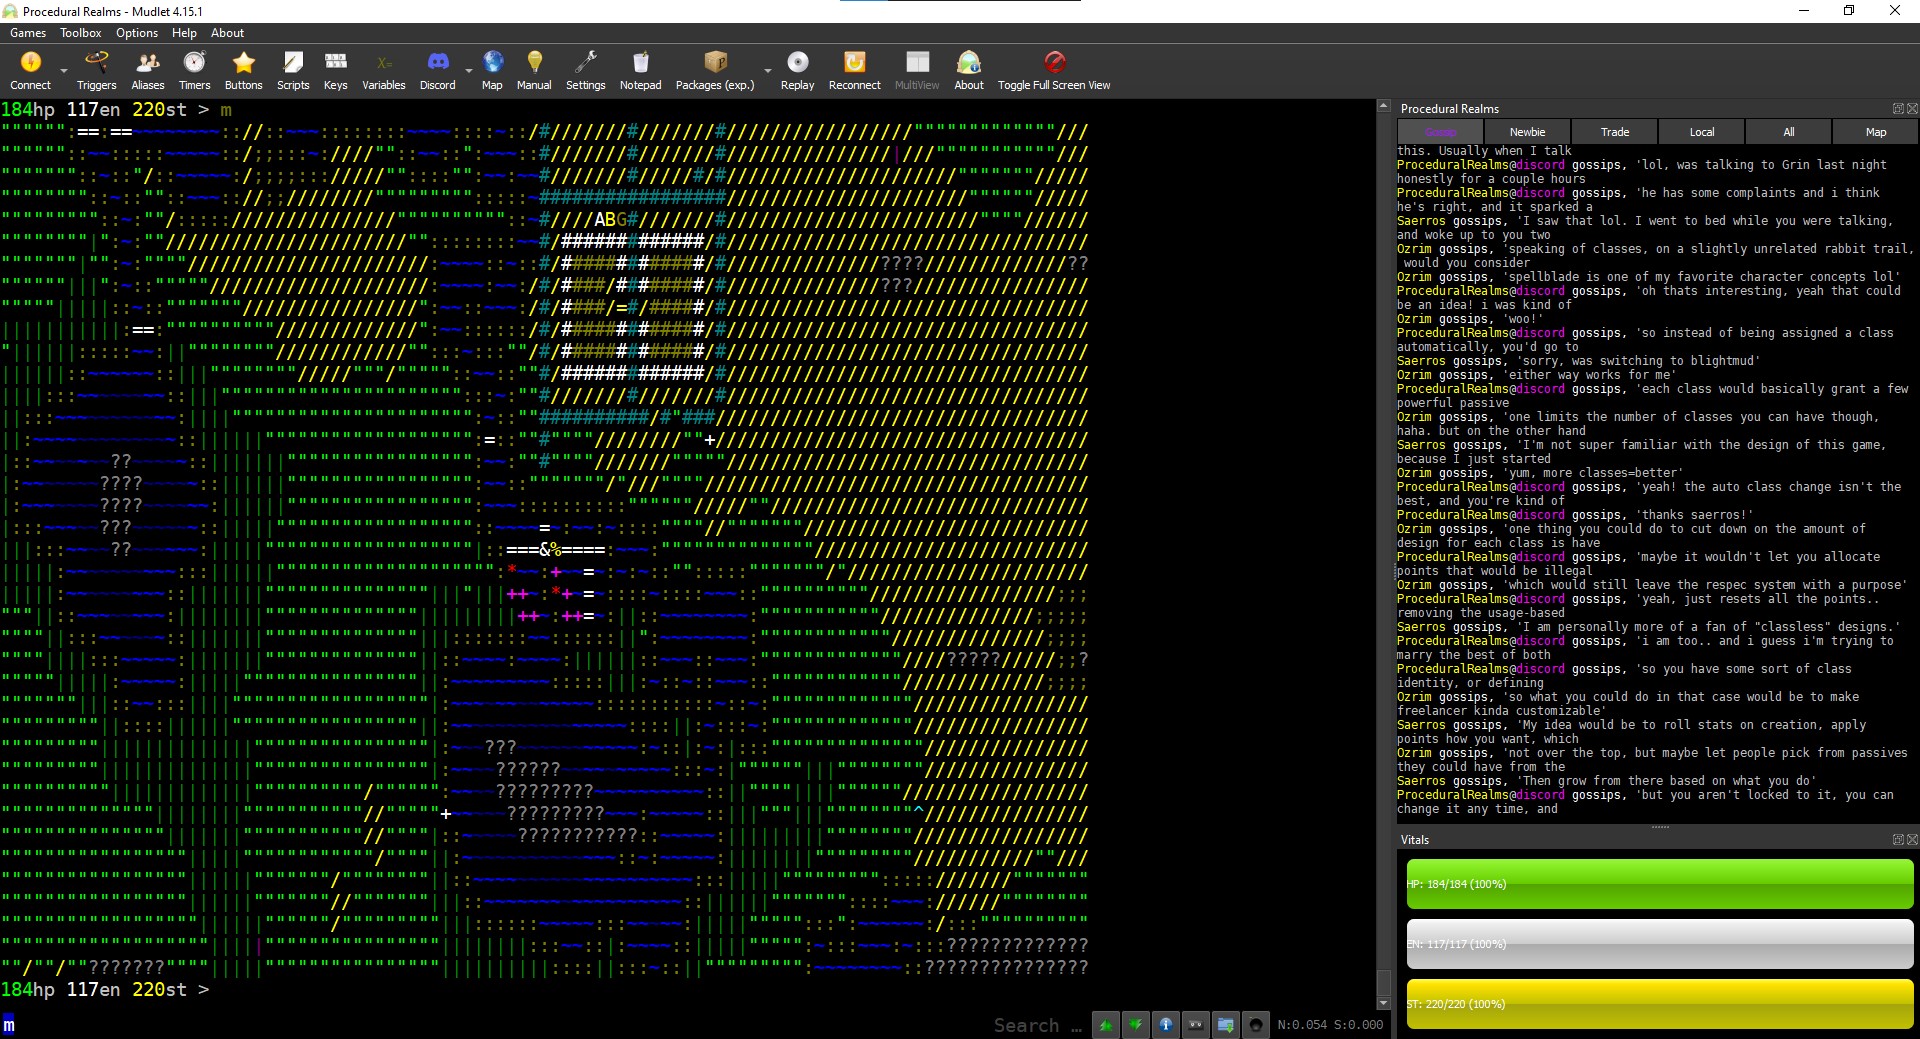 Procedural Realms - Mudlet 4.15.1
Games Toolbox Options Help About
Connect Triggers Aliases Timers Buttons Scripts Keys Variables Discord Map Manual Settings Notepad Packages (exp.) Replay Reconnect MultiView About Toggle Full Screen View
184hp 117en 220st > m
ABG
184hp 117en 220st >
m
Search ...
N:0.054 S:0.000
Procedural Realms
Gossip Newbie Trade Local All Map
this. Usually when I talk
ProceduralRealms@discord gossips, 'lol, was talking to Grin last night
honestly for a couple hours
ProceduralRealms@discord gossips, 'he has some complaints and i think
he's right, and it sparked a
Saerros gossips, 'I saw that lol. I went to bed while you were talking,
and woke up to you two
Ozrim gossips, 'speaking of classes, on a slightly unrelated rabbit trail,
would you consider
Ozrim gossips, 'spellblade is one of my favorite character concepts lol'
ProceduralRealms@discord gossips, 'oh thats interesting, yeah that could
be an idea! i was kind of
Ozrim gossips, 'woo!'
ProceduralRealms@discord gossips, 'so instead of being assigned a class
automatically, you'd go to
Saerros gossips, 'sorry, was switching to blightmud'
Ozrim gossips, 'either way works for me'
ProceduralRealms@discord gossips, 'each class would basically grant a few
powerful passive
Ozrim gossips, 'one limits the number of classes you can have though,
haha. but on the other hand
Saerros gossips, 'I'm not super familiar with the design of this game,
because I just started
Ozrim gossips, 'yum, more classes=better'
ProceduralRealms@discord gossips, 'yeah! the auto class change isn't the
best, and you're kind of
ProceduralRealms@discord gossips, 'thanks saerros!'
Ozrim gossips, 'one thing you could do to cut down on the amount of
design for each class is have
ProceduralRealms@discord gossips, 'maybe it wouldn't let you allocate
points that would be illegal
Ozrim gossips, 'which would still leave the respec system with a purpose'
ProceduralRealms@discord gossips, 'yeah, just resets all the points..
removing the usage-based
Saerros gossips, 'I am personally more of a fan of "classless" designs.'
ProceduralRealms@discord gossips, 'i am too.. and i guess i'm trying to
marry the best of both
ProceduralRealms@discord gossips, 'so you have some sort of class
identity, or defining
Ozrim gossips, 'so what you could do in that case would be to make
freelancer kinda customizable'
Saerros gossips, 'My idea would be to roll stats on creation, apply
points how you want, which
Ozrim gossips, 'not over the top, but maybe let people pick from passives
they could have from the
Saerros gossips, 'Then grow from there based on what you do'
ProceduralRealms@discord gossips, 'but you aren't locked to it, you can
change it any time, and
Vitals
HP: 184/184 (100%)
EN: 117/117 (100%)
ST: 220/220 (100%)